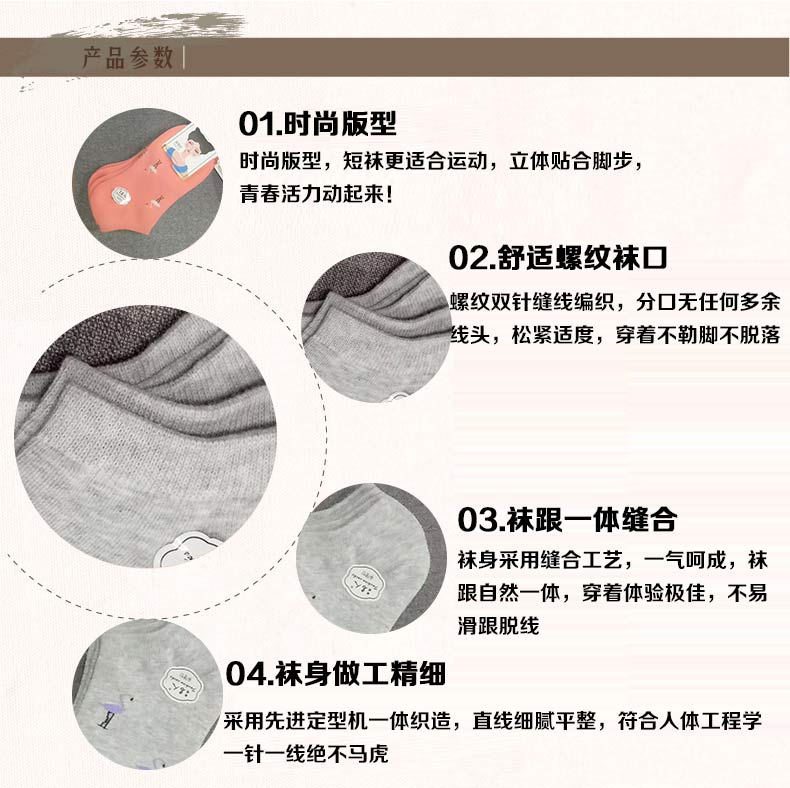 产品参数
01.时尚版型
时尚版型，短袜更适合运动，立体贴合脚步，
青春活力动起来！
02.舒适螺纹袜口
螺纹双针缝线编织，分口无任何多余
线头，松紧适度，穿着不勒脚不脱落
03.袜跟一体缝合
袜身采用缝合工艺，一气呵成，袜
跟自然一体，穿着体验极佳，不易
滑跟脱线
04.袜身做工精细
采用先进定型机一体织造，直线细腻平整，符合人体工程学
一针一线绝不马虎